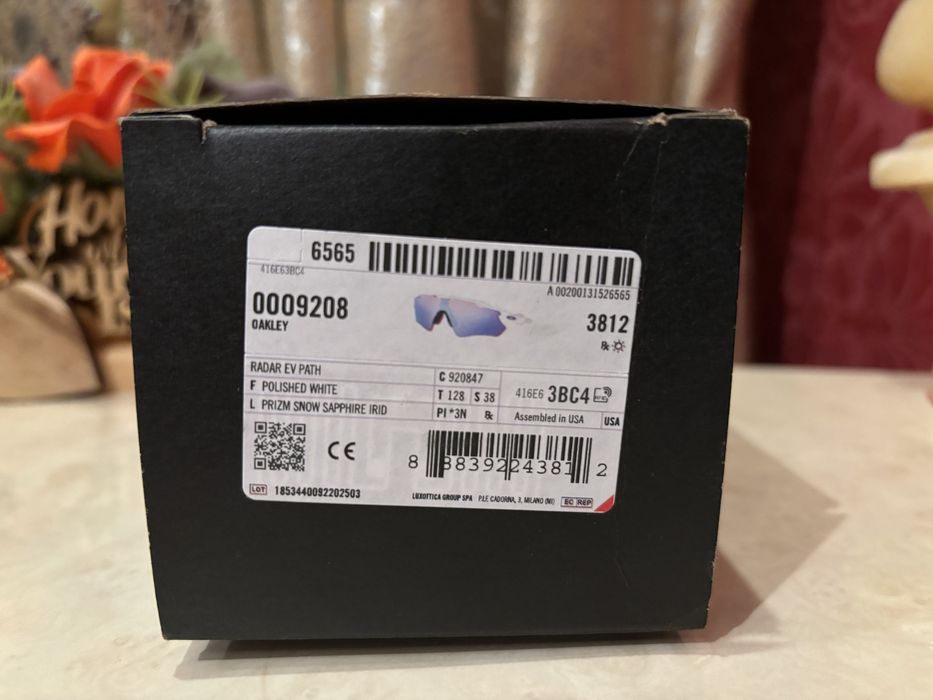 6565
416E63BC4
A 00200131526565
0009208
OAKLEY
3812
RADAR EV PATH
C 920847
F POLISHED WHITE
T 128 S 38
416E6 3BC4
L PRIZM SNOW SAPPHIRE IRID
PI *3N
Assembled in USA
USA
CE
8 88392 24381 2
LOT 1853440092202503
LUXOTTICA GROUP SPA P.LE CADORNA, 3, MILANO (MI) EC REP